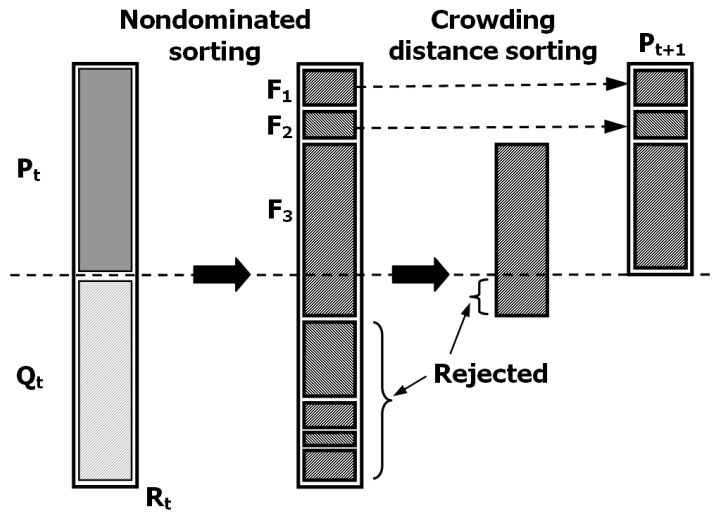 Nondominated
sorting
Crowding
distance sorting
Pt+1
F1
F2
Pt
F3
Qt
Rejected
Rt